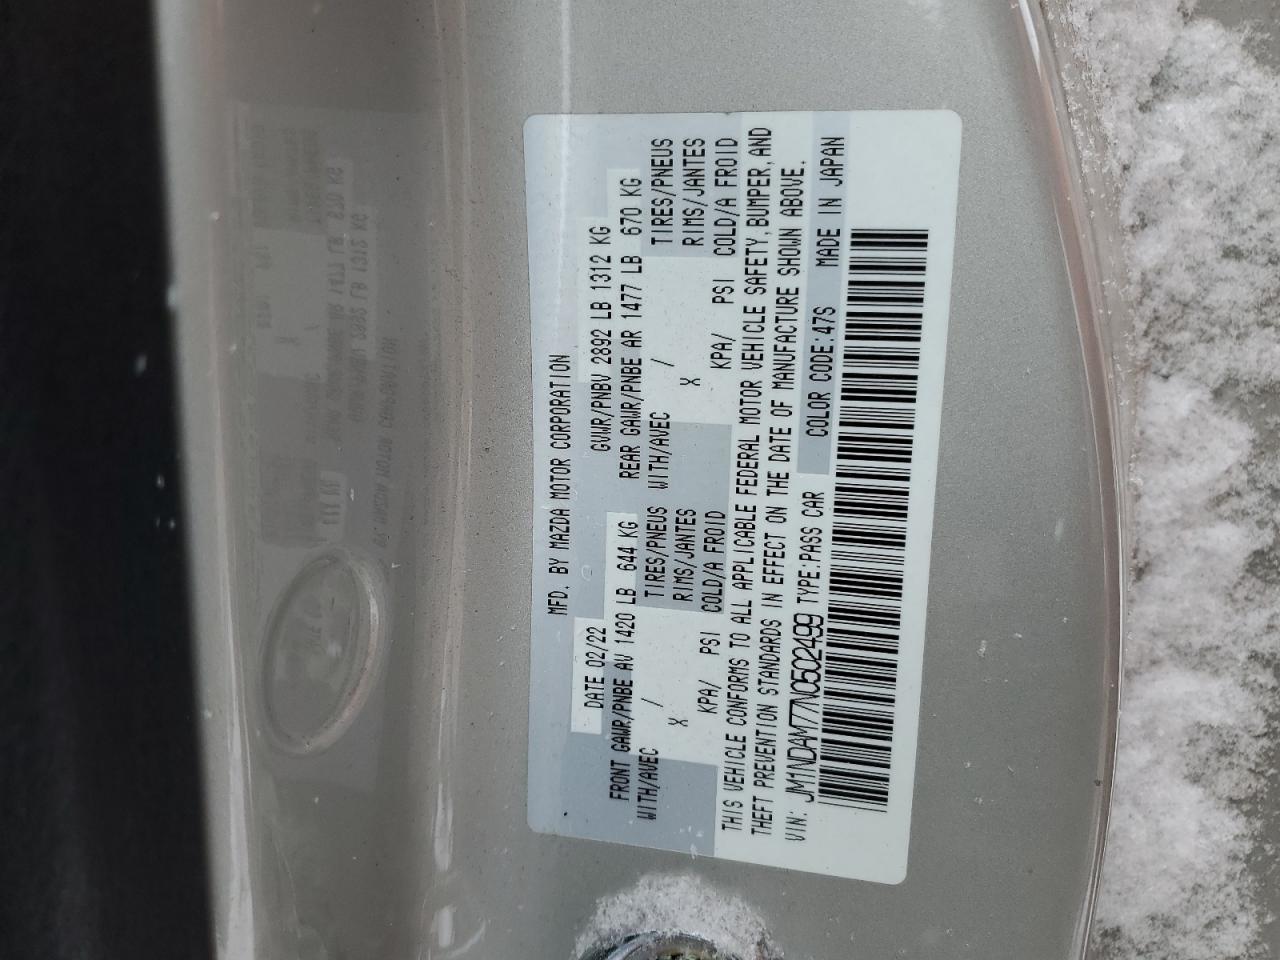 MFD. BY MAZDA MOTOR CORPORATION
DATE 02/22 GVWR/PNBV 2892 LB 1312 KG
FRONT GAWR/PNBE AV 1420 LB 644 KG REAR GAWR/PNBE AR 1477 LB 670 KG
WITH/AVEC / TIRES/PNEUS WITH/AVEC / TIRES/PNEUS
X RIMS/JANTES X RIMS/JANTES
KPA/ PSI COLD/A FROID KPA/ PSI COLD/A FROID
THIS VEHICLE CONFORMS TO ALL APPLICABLE FEDERAL MOTOR VEHICLE SAFETY, BUMPER, AND
THEFT PREVENTION STANDARDS IN EFFECT ON THE DATE OF MANUFACTURE SHOWN ABOVE.
VIN: JM1NDAM77N0502499 TYPE:PASS CAR COLOR CODE:47S MADE IN JAPAN